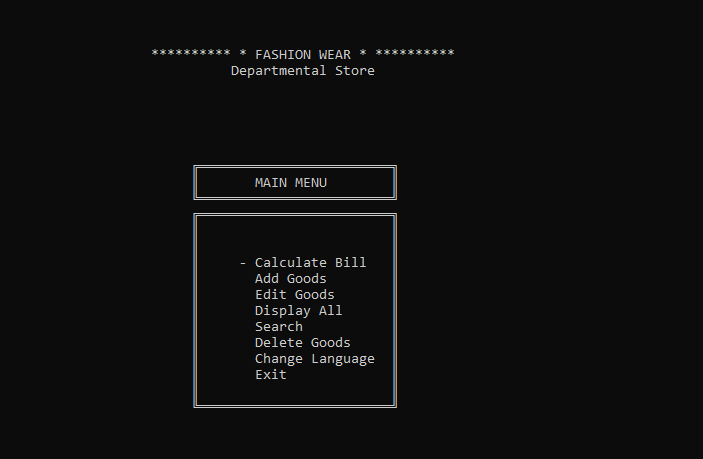 ********** * FASHION WEAR * **********
Departmental Store
MAIN MENU
- Calculate Bill
Add Goods
Edit Goods
Display All
Search
Delete Goods
Change Language
Exit